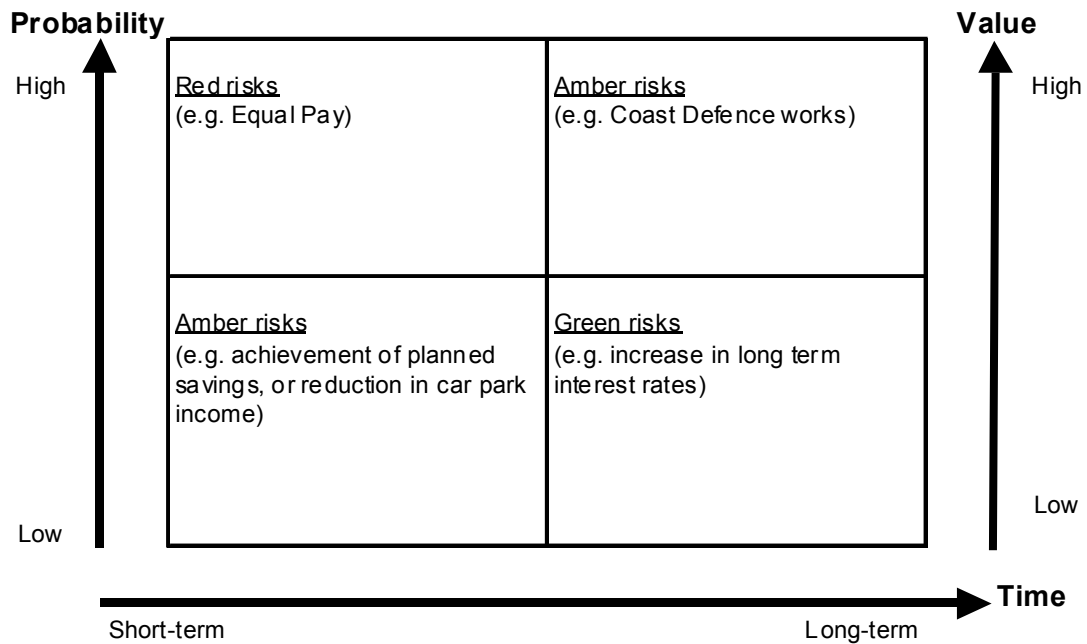 Probability
Value
High
High
Red risks
(e.g. Equal Pay)
Amber risks
(e.g. Coast Defence works)
Amber risks
(e.g. achievement of planned
savings, or reduction in car park
income)
Green risks
(e.g. increase in long term
interest rates)
Low
Low
Time
Short-term
Long-term